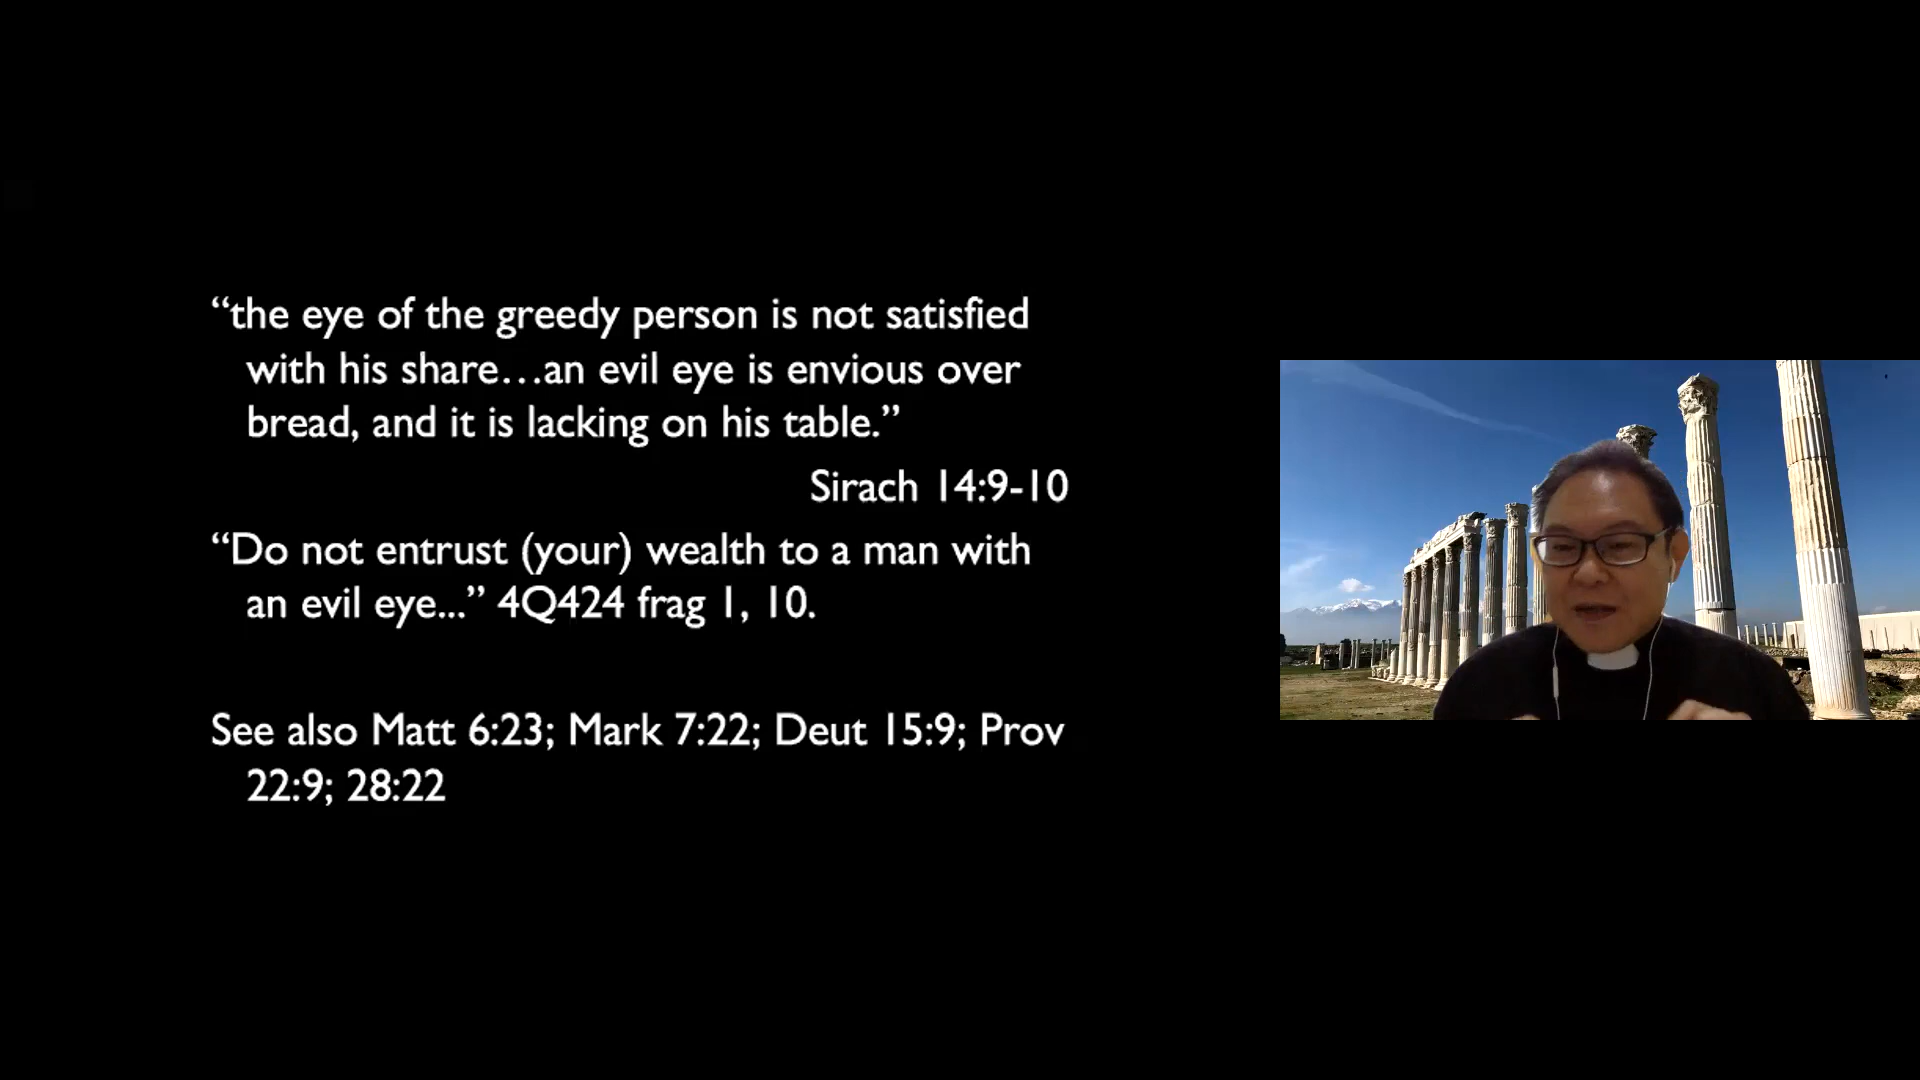 “the eye of the greedy person is not satisfied
with his share…an evil eye is envious over
bread, and it is lacking on his table.”
Sirach 14:9-10
“Do not entrust (your) wealth to a man with
an evil eye...” 4Q424 frag 1, 10.
See also Matt 6:23; Mark 7:22; Deut 15:9; Prov
22:9; 28:22